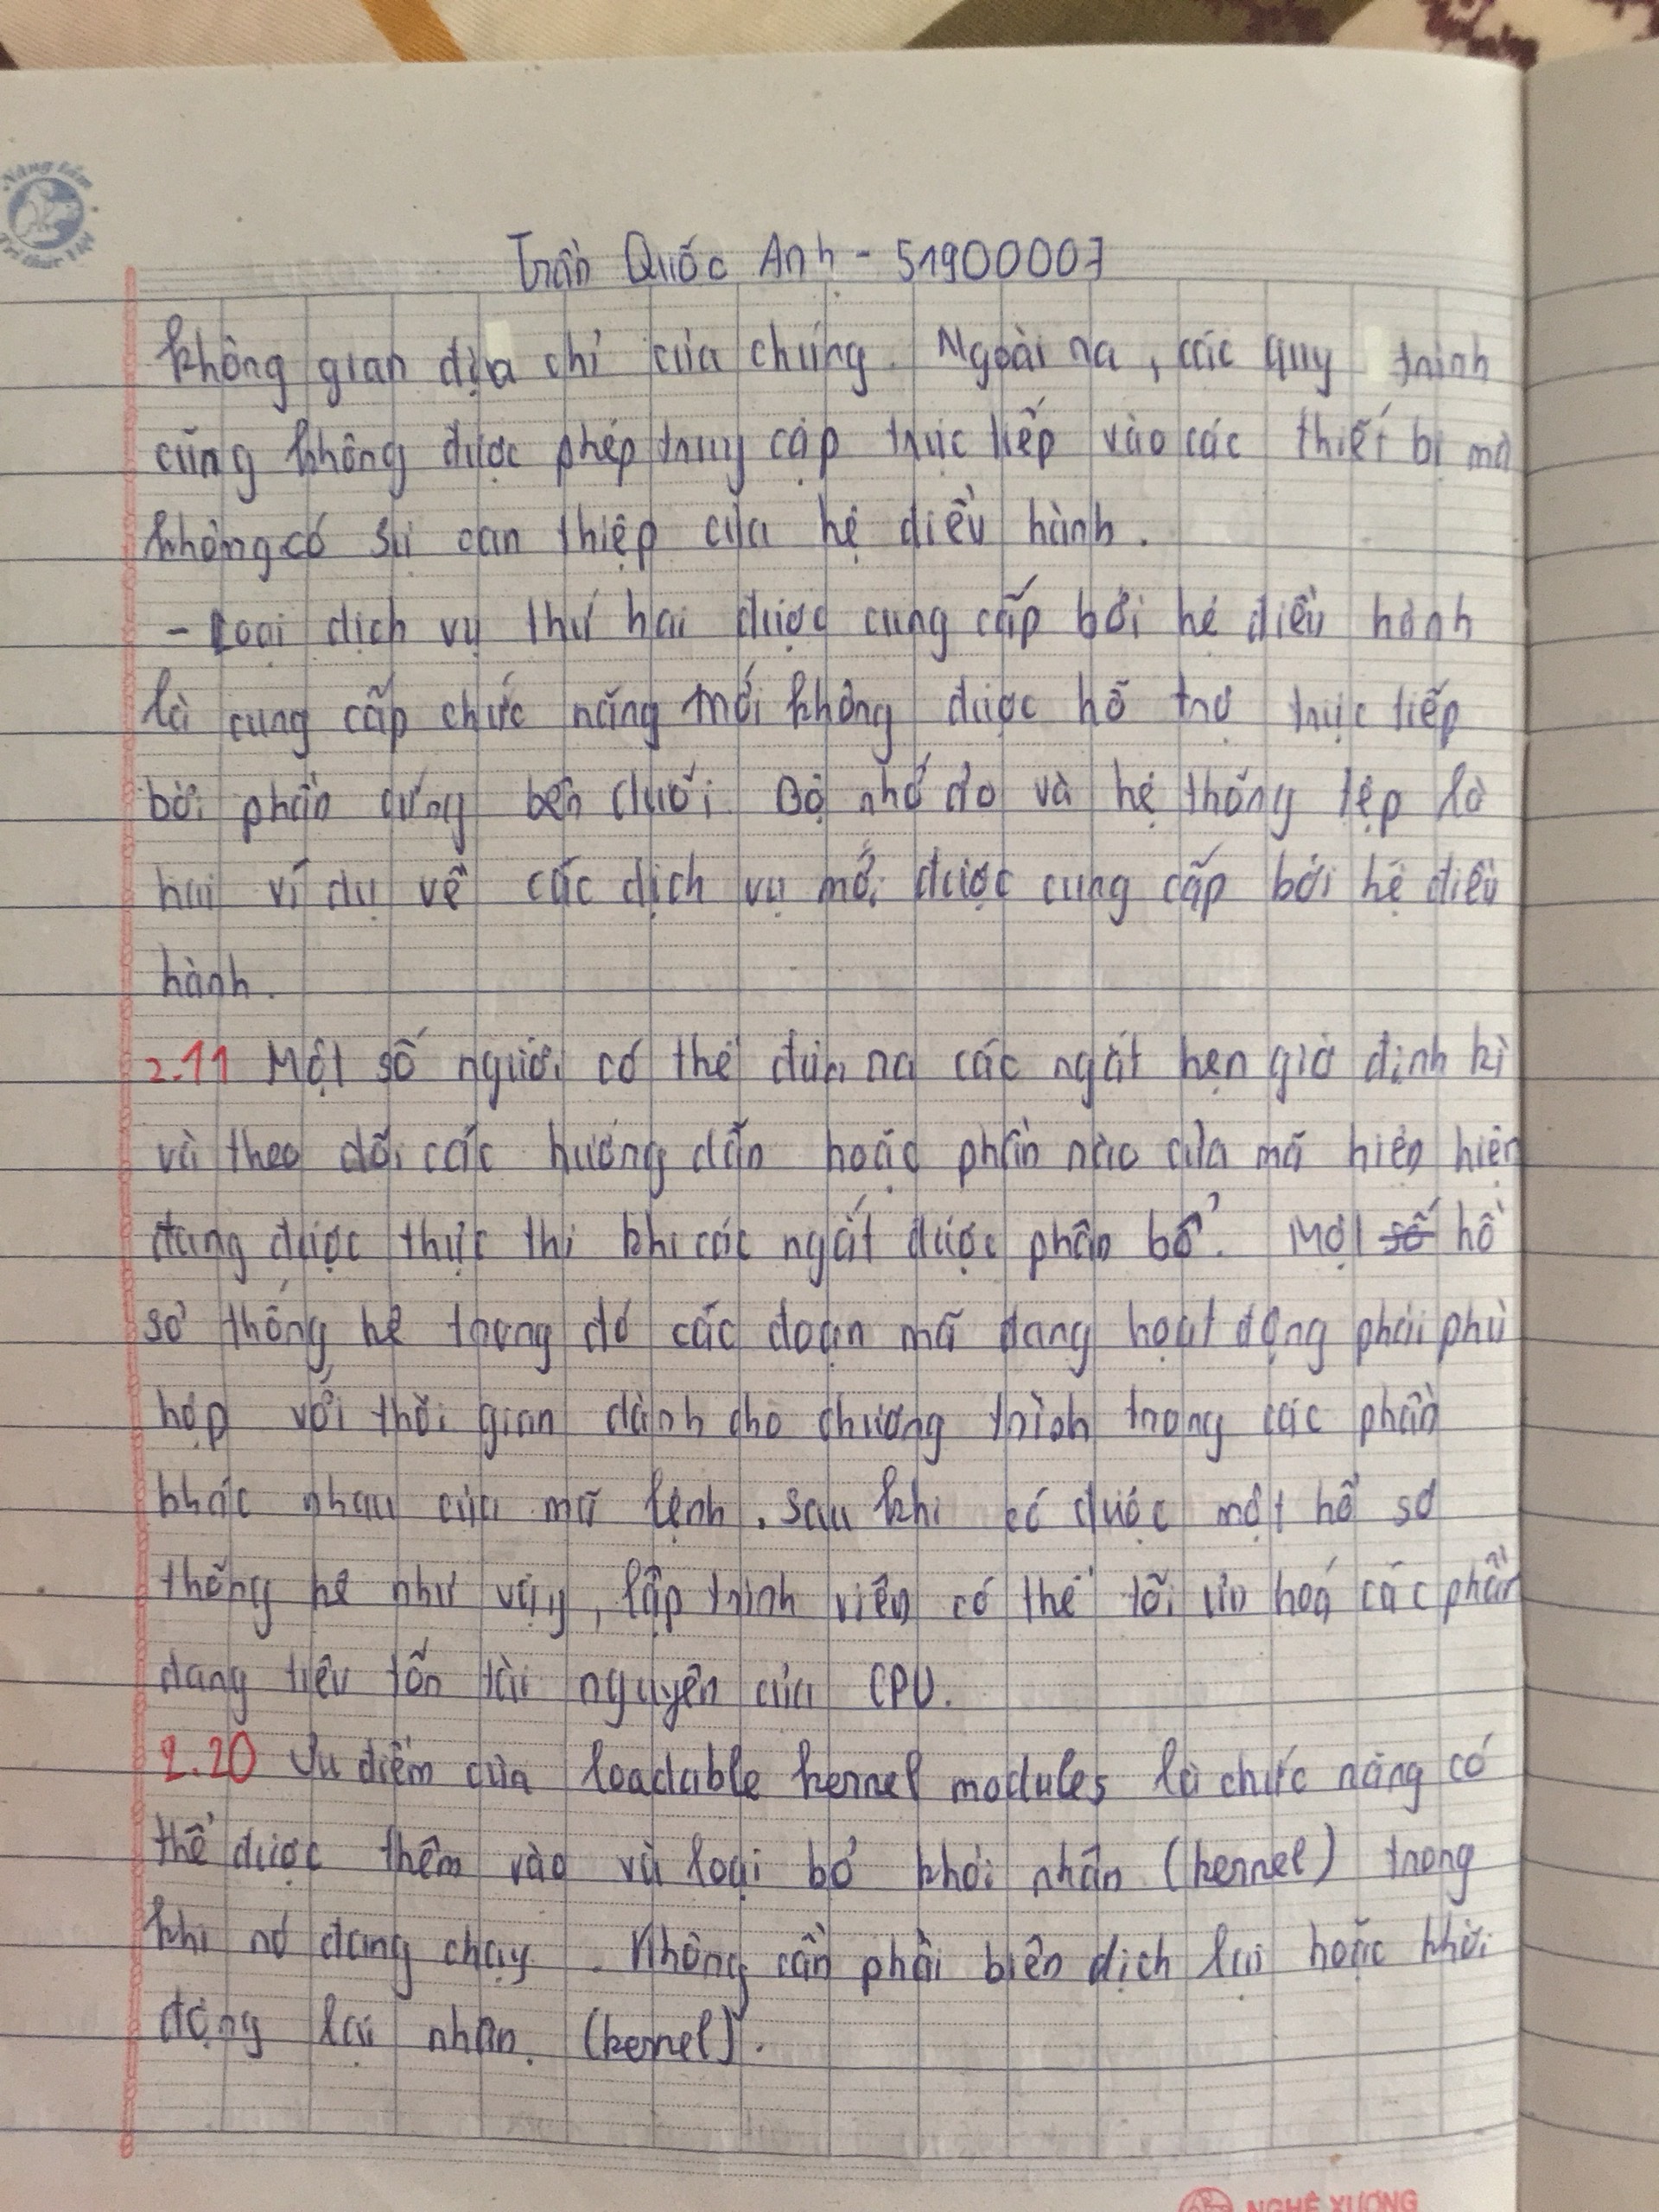 Nâng tầm
Tri thức Việt
Trần Quốc Anh - 51900007
không gian địa chỉ của chúng. Ngoài ra, các quy trình
cũng không được phép truy cập trực tiếp vào các thiết bị mà
không có sự can thiệp của hệ điều hành.
- Loại dịch vụ thứ hai được cung cấp bởi hệ điều hành
là cung cấp chức năng mới không được hỗ trợ trực tiếp
bởi phần cứng bên dưới. Bộ nhớ ảo và hệ thống tệp là
hai ví dụ về các dịch vụ mới được cung cấp bởi hệ điều
hành.
2.11 Một số người có thể đưa ra các ngắt hẹn giờ định kì
và theo dõi các hướng dẫn hoặc phần nào của mã hiện hiện
đang được thực thi khi các ngắt được phân bổ. Một số hồ
sơ thống kê trong đó các đoạn mã đang hoạt động phải phù
hợp với thời gian dành cho chương trình trong các phần
khác nhau của mã lệnh. Sau khi có được một hồ sơ
thống kê như vậy, lập trình viên có thể tối ưu hoá các phần
đang tiêu tốn tài nguyên của CPU.
2.20 Ưu điểm của loadable kernel modules là chức năng có
thể được thêm vào và loại bỏ khỏi nhân (kernel) trong
khi nó đang chạy. Không cần phải biên dịch lại hoặc khởi
động lại nhân. (kernel).
NGHỆ XƯƠNG